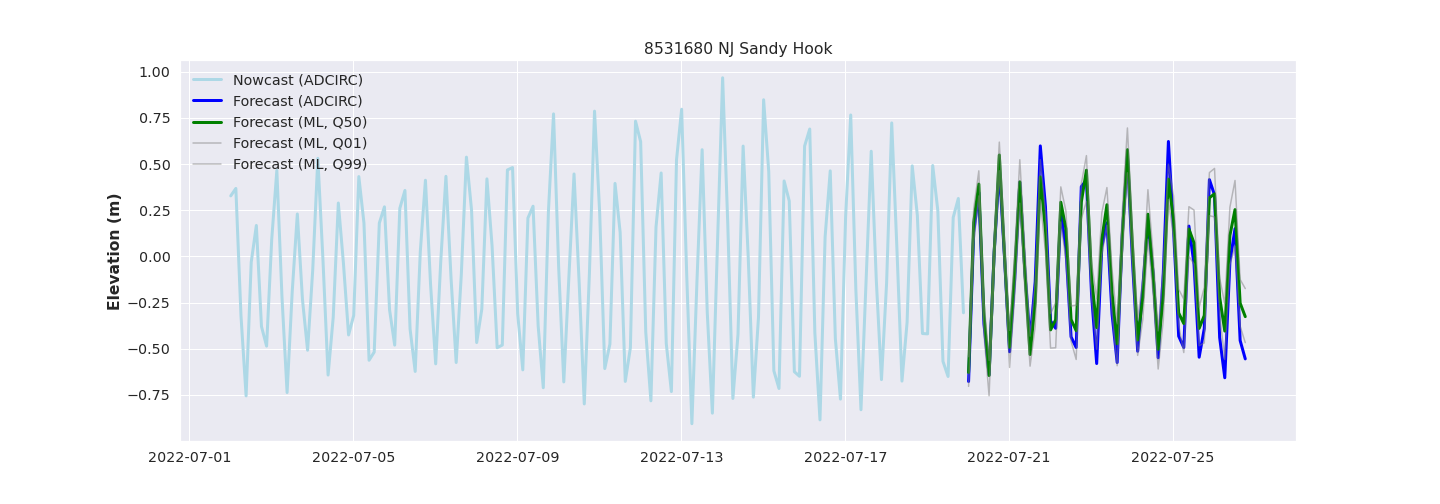 8531680 NJ Sandy Hook
Elevation (m)
1.00
0.75
0.50
0.25
0.00
−0.25
−0.50
−0.75
Nowcast (ADCIRC)
Forecast (ADCIRC)
Forecast (ML, Q50)
Forecast (ML, Q01)
Forecast (ML, Q99)
2022-07-01 2022-07-05 2022-07-09 2022-07-13 2022-07-17 2022-07-21 2022-07-25